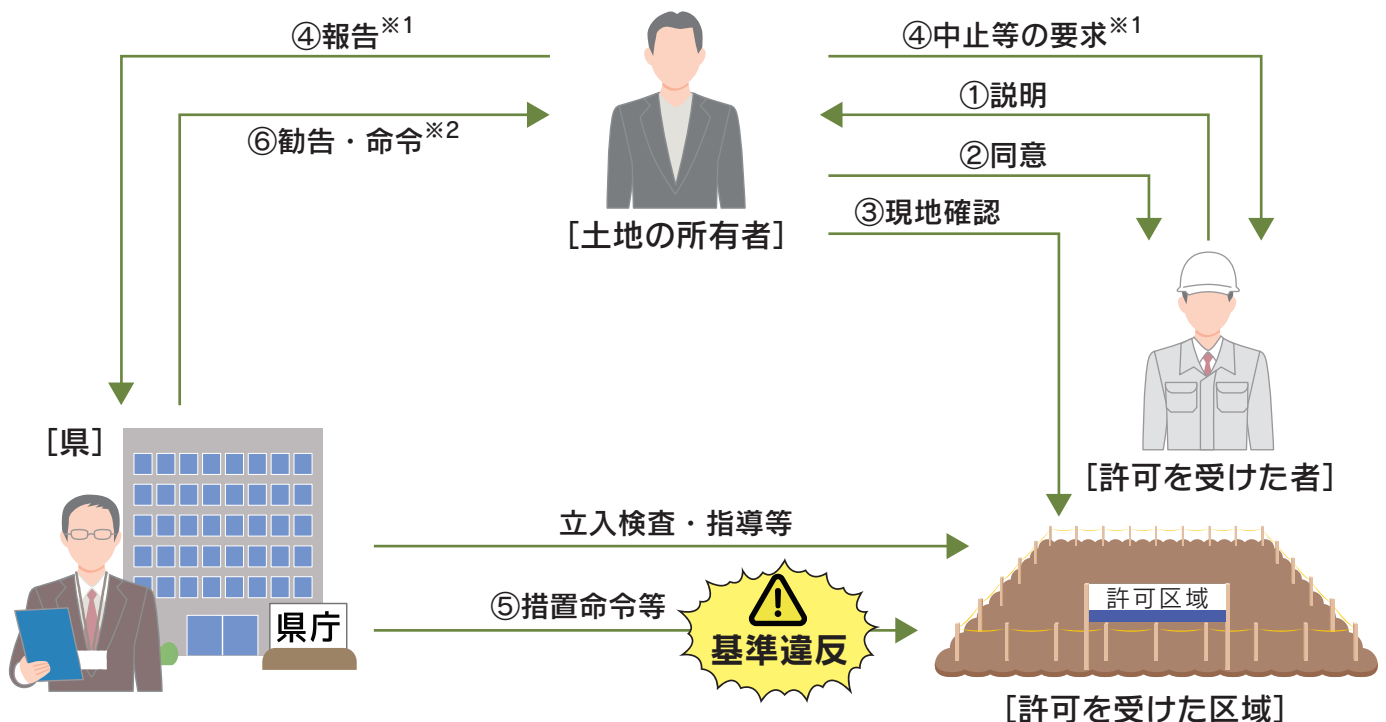 ④報告※1
④中止等の要求※1
①説明
⑥勧告・命令※2
②同意
③現地確認
[土地の所有者]
[県]
[許可を受けた者]
立入検査・指導等
許可区域
⑤措置命令等
県庁
基準違反
[許可を受けた区域]